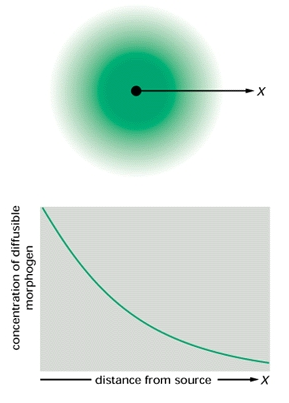 X
concentration of diffusible
morphogen
distance from source
X